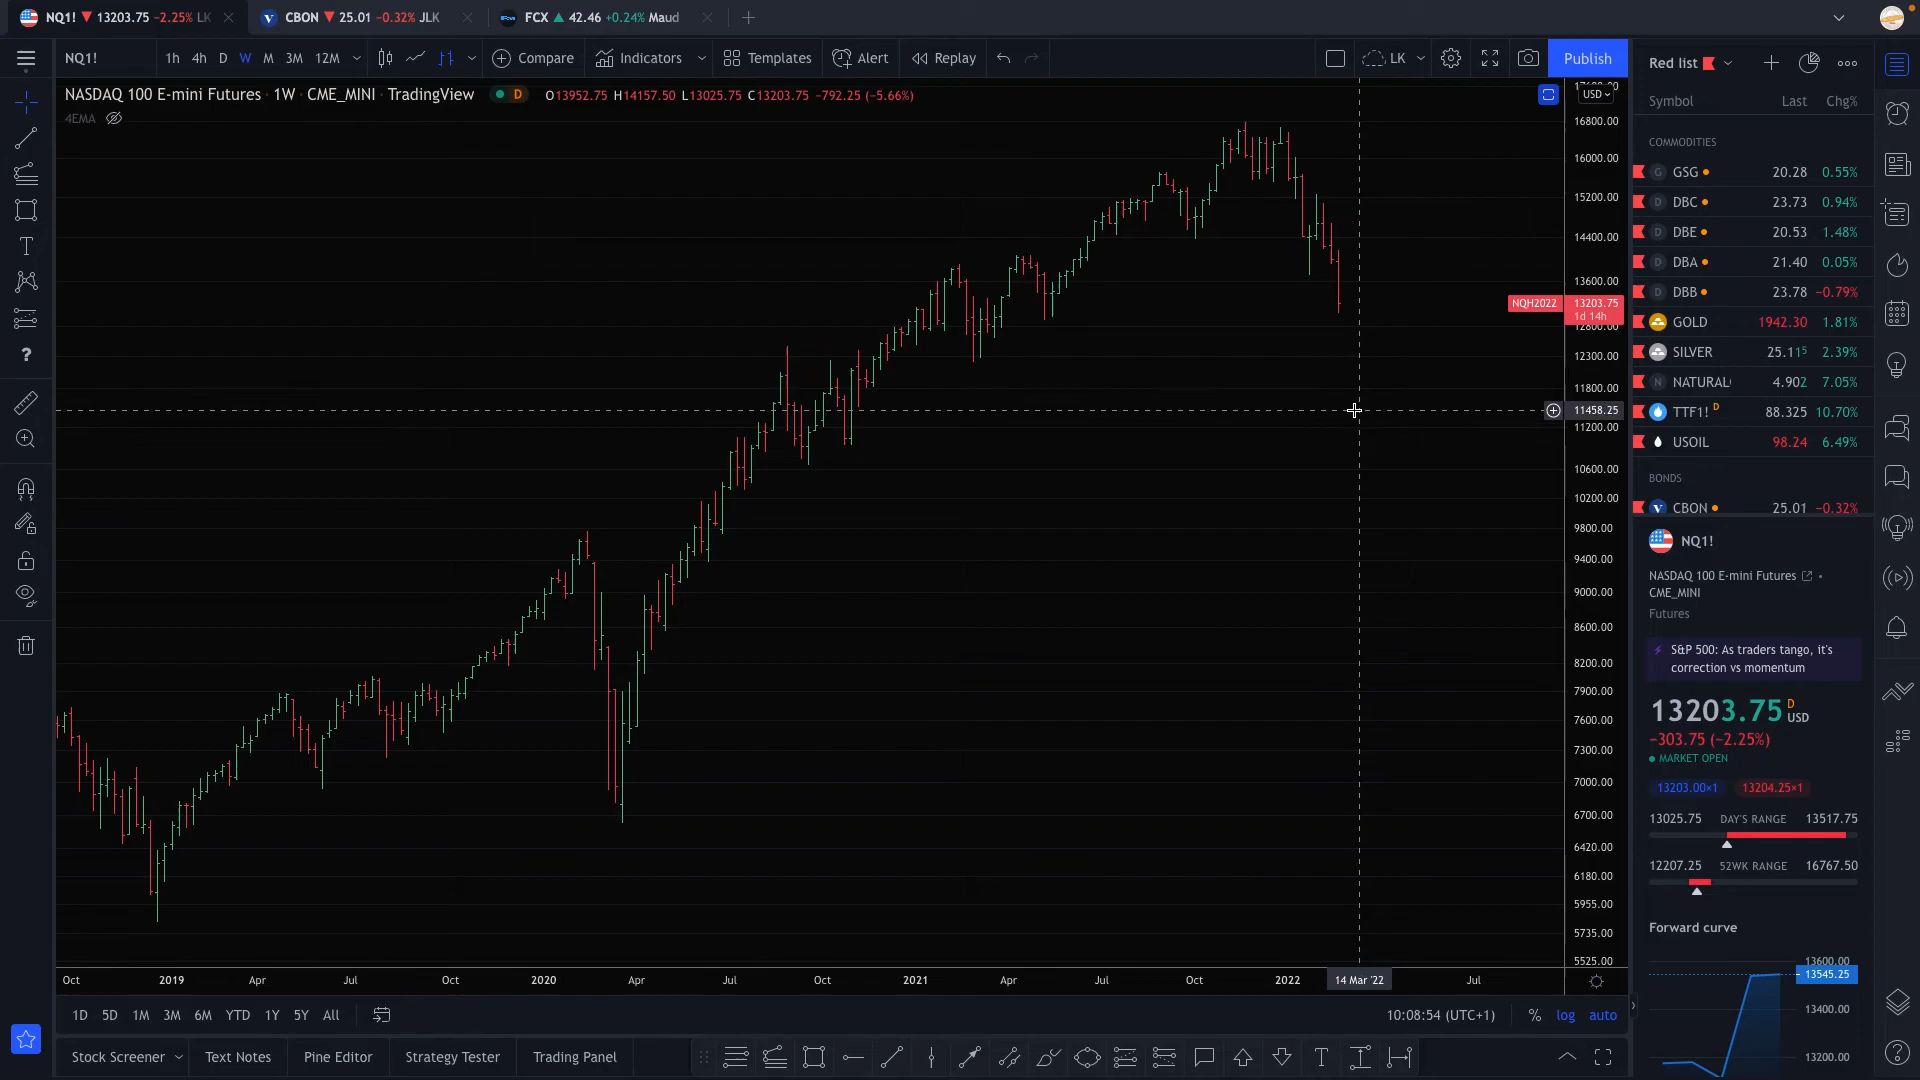 NQ1! ▼ 13203.75 −2.25% LK
CBON ▼ 25.01 −0.32% JLK
FCX ▲ 42.46 +0.24% Maud
NQ1!
1h 4h D W M 3M 12M
Compare
Indicators
Templates
Alert
Replay
LK
Publish
NASDAQ 100 E-mini Futures · 1W · CME_MINI · TradingView
D
O13952.75 H14157.50 L13025.75 C13203.75 −792.25 (−5.66%)
4EMA
USD
16800.00
16000.00
15200.00
14400.00
13600.00
NQH2022 13203.75
1d 14h
12800.00
12300.00
11800.00
11458.25
11200.00
10600.00
10200.00
9800.00
9400.00
9000.00
8600.00
8200.00
7900.00
7600.00
7300.00
7000.00
6700.00
6420.00
6180.00
5955.00
5735.00
5525.00
Oct 2019 Apr Jul Oct 2020 Apr Jul Oct 2021 Apr Jul Oct 2022 14 Mar '22 Jul
1D 5D 1M 3M 6M YTD 1Y 5Y All
10:08:54 (UTC+1) % log auto
Stock Screener
Text Notes
Pine Editor
Strategy Tester
Trading Panel
Red list
Symbol Last Chg%
COMMODITIES
G GSG 20.28 0.55%
D DBC 23.73 0.94%
D DBE 20.53 1.48%
D DBA 21.40 0.05%
D DBB 23.78 −0.79%
GOLD 1942.30 1.81%
SILVER 25.11⁵ 2.39%
N NATURAL 4.902 7.05%
TTF1! D 88.325 10.70%
USOIL 98.24 6.49%
BONDS
CBON 25.01 −0.32%
NQ1!
NASDAQ 100 E-mini Futures
CME_MINI
Futures
S&P 500: As traders tango, it's
correction vs momentum
13203.75 D USD
−303.75 (−2.25%)
MARKET OPEN
13203.00×1 13204.25×1
13025.75 DAY'S RANGE 13517.75
12207.25 52WK RANGE 16767.50
Forward curve
13600.00
13545.25
13400.00
13200.00